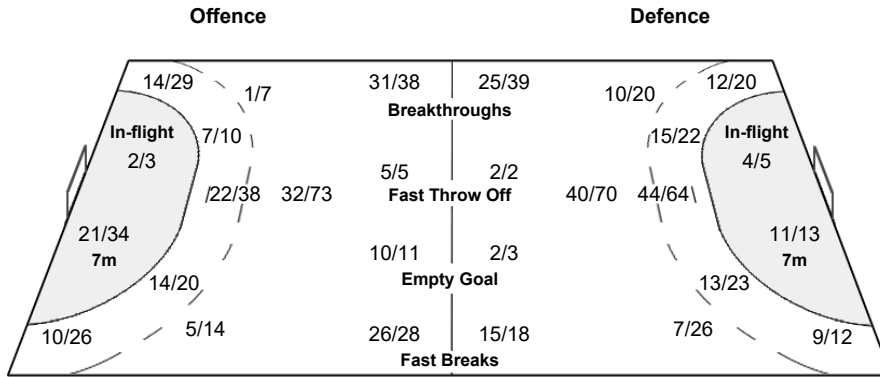 Offence Defence
14/29 31/38 25/39 12/20
1/7 10/20
Breakthroughs
In-flight 7/10 15/22 In-flight
2/3 4/5
5/5 2/2
22/38 32/73 Fast Throw Off 40/70 44/64
21/34 11/13
10/11 2/3
7m 7m
14/20 Empty Goal 13/23
5/14 26/28 15/18 7/26
10/26 9/12
Fast Breaks